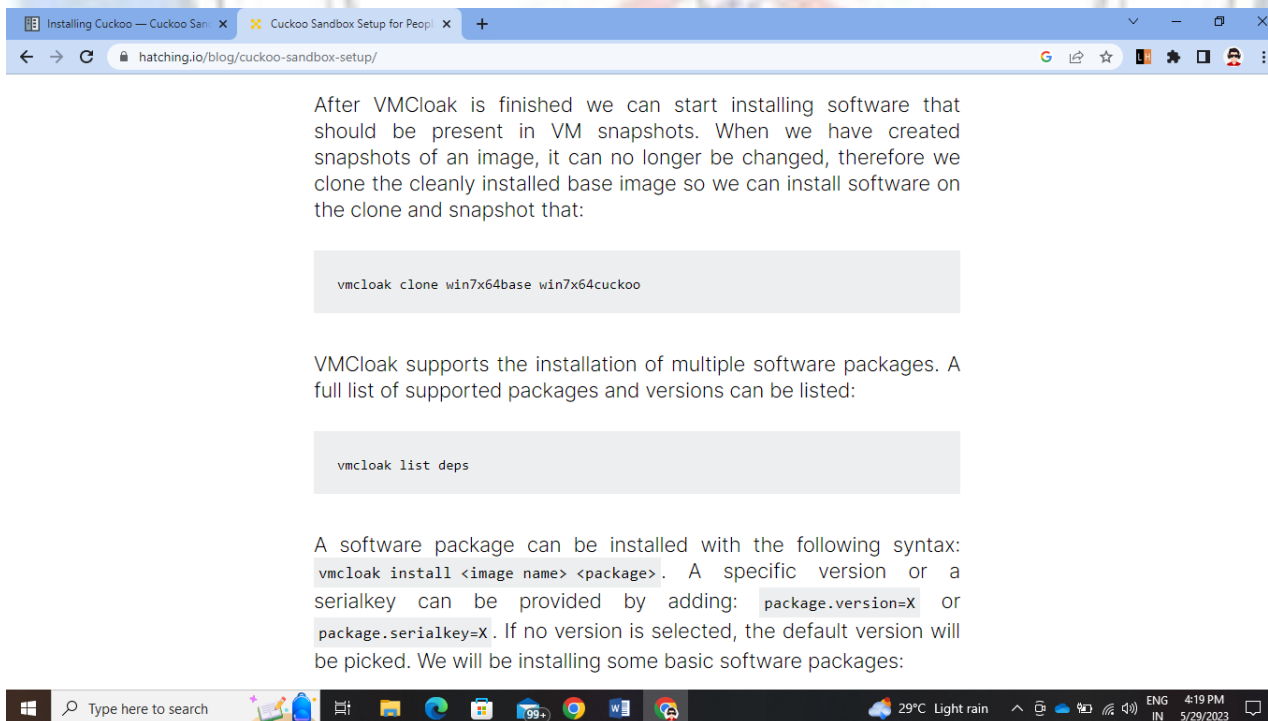 Installing Cuckoo — Cuckoo San
Cuckoo Sandbox Setup for Peopl
hatching.io/blog/cuckoo-sandbox-setup/
After VMCloak is finished we can start installing software that
should be present in VM snapshots. When we have created
snapshots of an image, it can no longer be changed, therefore we
clone the cleanly installed base image so we can install software on
the clone and snapshot that:
vmcloak clone win7x64base win7x64cuckoo
VMCloak supports the installation of multiple software packages. A
full list of supported packages and versions can be listed:
vmcloak list deps
A software package can be installed with the following syntax:
vmcloak install <image name> <package>. A specific version or a
serialkey can be provided by adding: package.version=X or
package.serialkey=X. If no version is selected, the default version will
be picked. We will be installing some basic software packages:
Type here to search
99+
29°C Light rain
ENG
IN
4:19 PM
5/29/2023